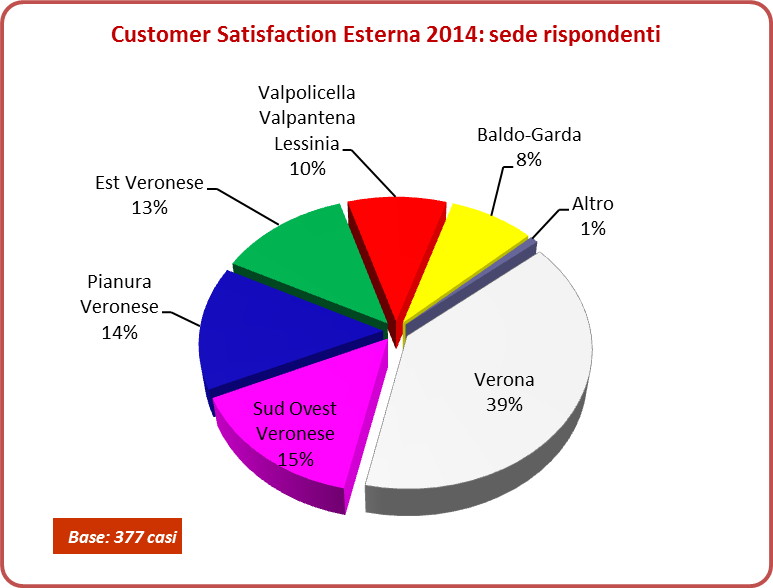 Customer Satisfaction Esterna 2014: sede rispondenti
Valpolicella
Valpantena
Lessinia
10%
Baldo-Garda
8%
Altro
1%
Est Veronese
13%
Pianura
Veronese
14%
Verona
39%
Sud Ovest
Veronese
15%
Base: 377 casi